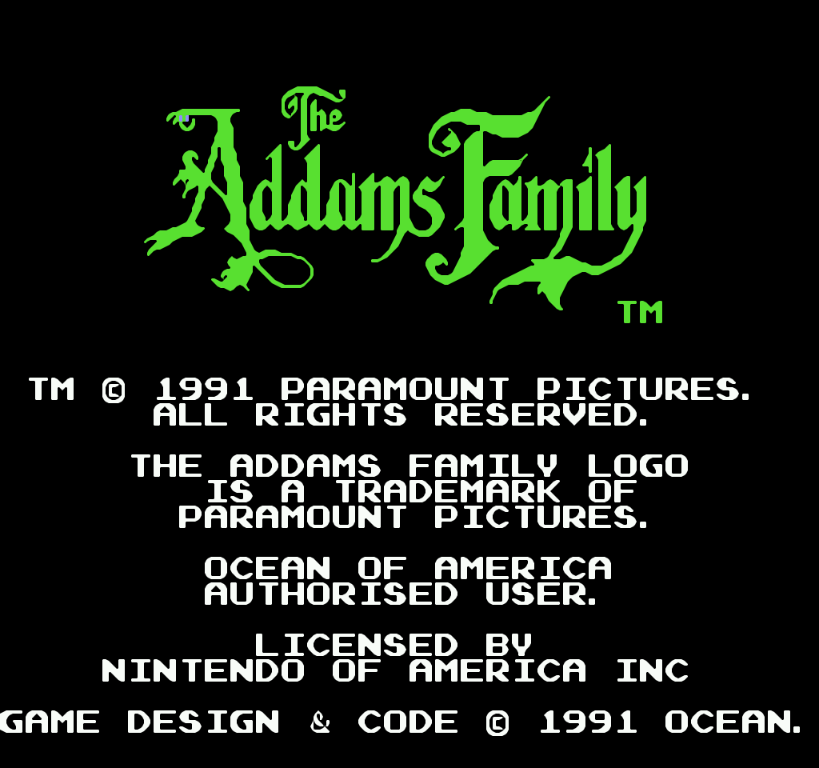 The
Addams Family
TM
TM © 1991 PARAMOUNT PICTURES.
ALL RIGHTS RESERVED.
THE ADDAMS FAMILY LOGO
IS A TRADEMARK OF
PARAMOUNT PICTURES.
OCEAN OF AMERICA
AUTHORISED USER.
LICENSED BY
NINTENDO OF AMERICA INC
GAME DESIGN & CODE © 1991 OCEAN.